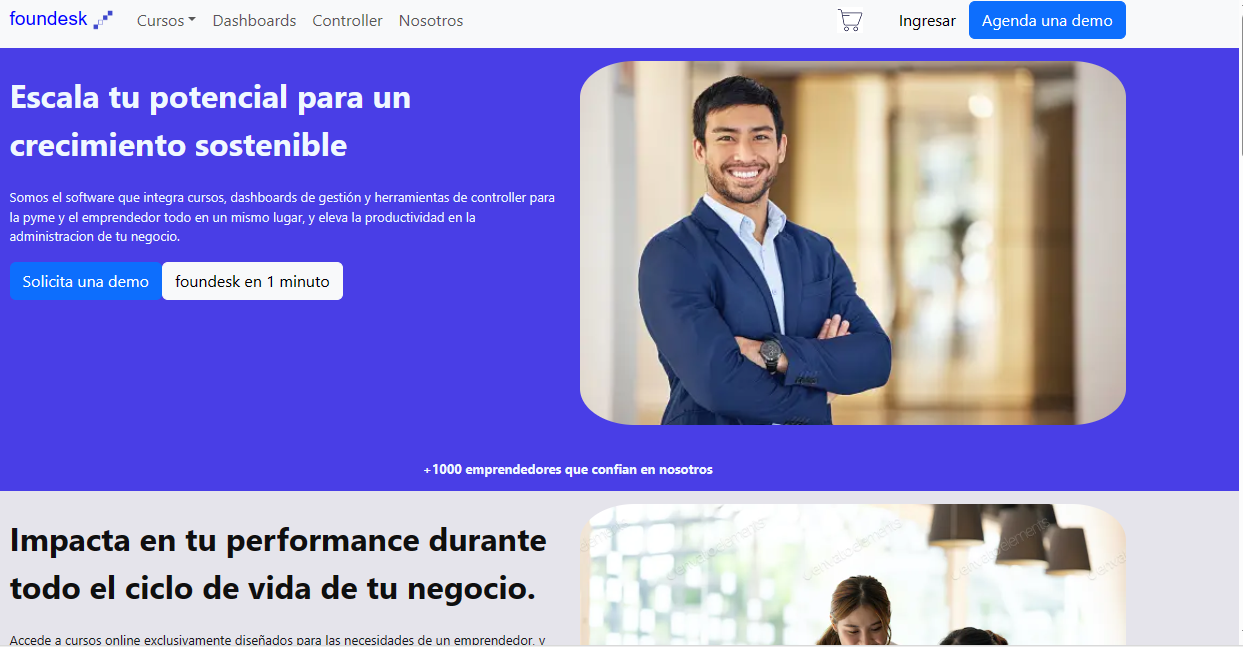 foundesk
Cursos Dashboards Controller Nosotros
Ingresar
Agenda una demo
Escala tu potencial para un
crecimiento sostenible
Somos el software que integra cursos, dashboards de gestión y herramientas de controller para
la pyme y el emprendedor todo en un mismo lugar, y eleva la productividad en la
administracion de tu negocio.
Solicita una demo
foundesk en 1 minuto
+1000 emprendedores que confian en nosotros
Impacta en tu performance durante
todo el ciclo de vida de tu negocio.
Accede a cursos online exclusivamente diseñados para las necesidades de un emprendedor, y
envatoelements